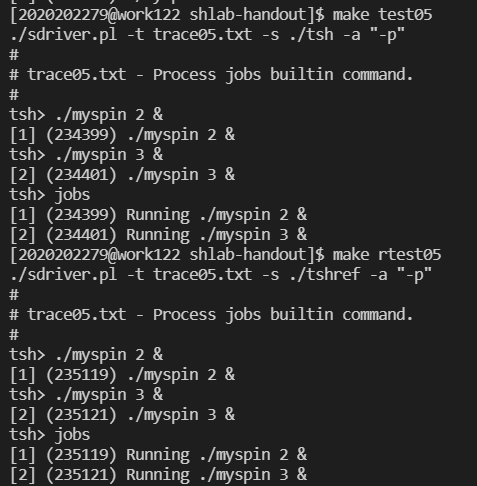 [2020202279@work122 shlab-handout]$ make test05
./sdriver.pl -t trace05.txt -s ./tsh -a "-p"
#
# trace05.txt - Process jobs builtin command.
#
tsh> ./myspin 2 &
[1] (234399) ./myspin 2 &
tsh> ./myspin 3 &
[2] (234401) ./myspin 3 &
tsh> jobs
[1] (234399) Running ./myspin 2 &
[2] (234401) Running ./myspin 3 &
[2020202279@work122 shlab-handout]$ make rtest05
./sdriver.pl -t trace05.txt -s ./tshref -a "-p"
#
# trace05.txt - Process jobs builtin command.
#
tsh> ./myspin 2 &
[1] (235119) ./myspin 2 &
tsh> ./myspin 3 &
[2] (235121) ./myspin 3 &
tsh> jobs
[1] (235119) Running ./myspin 2 &
[2] (235121) Running ./myspin 3 &